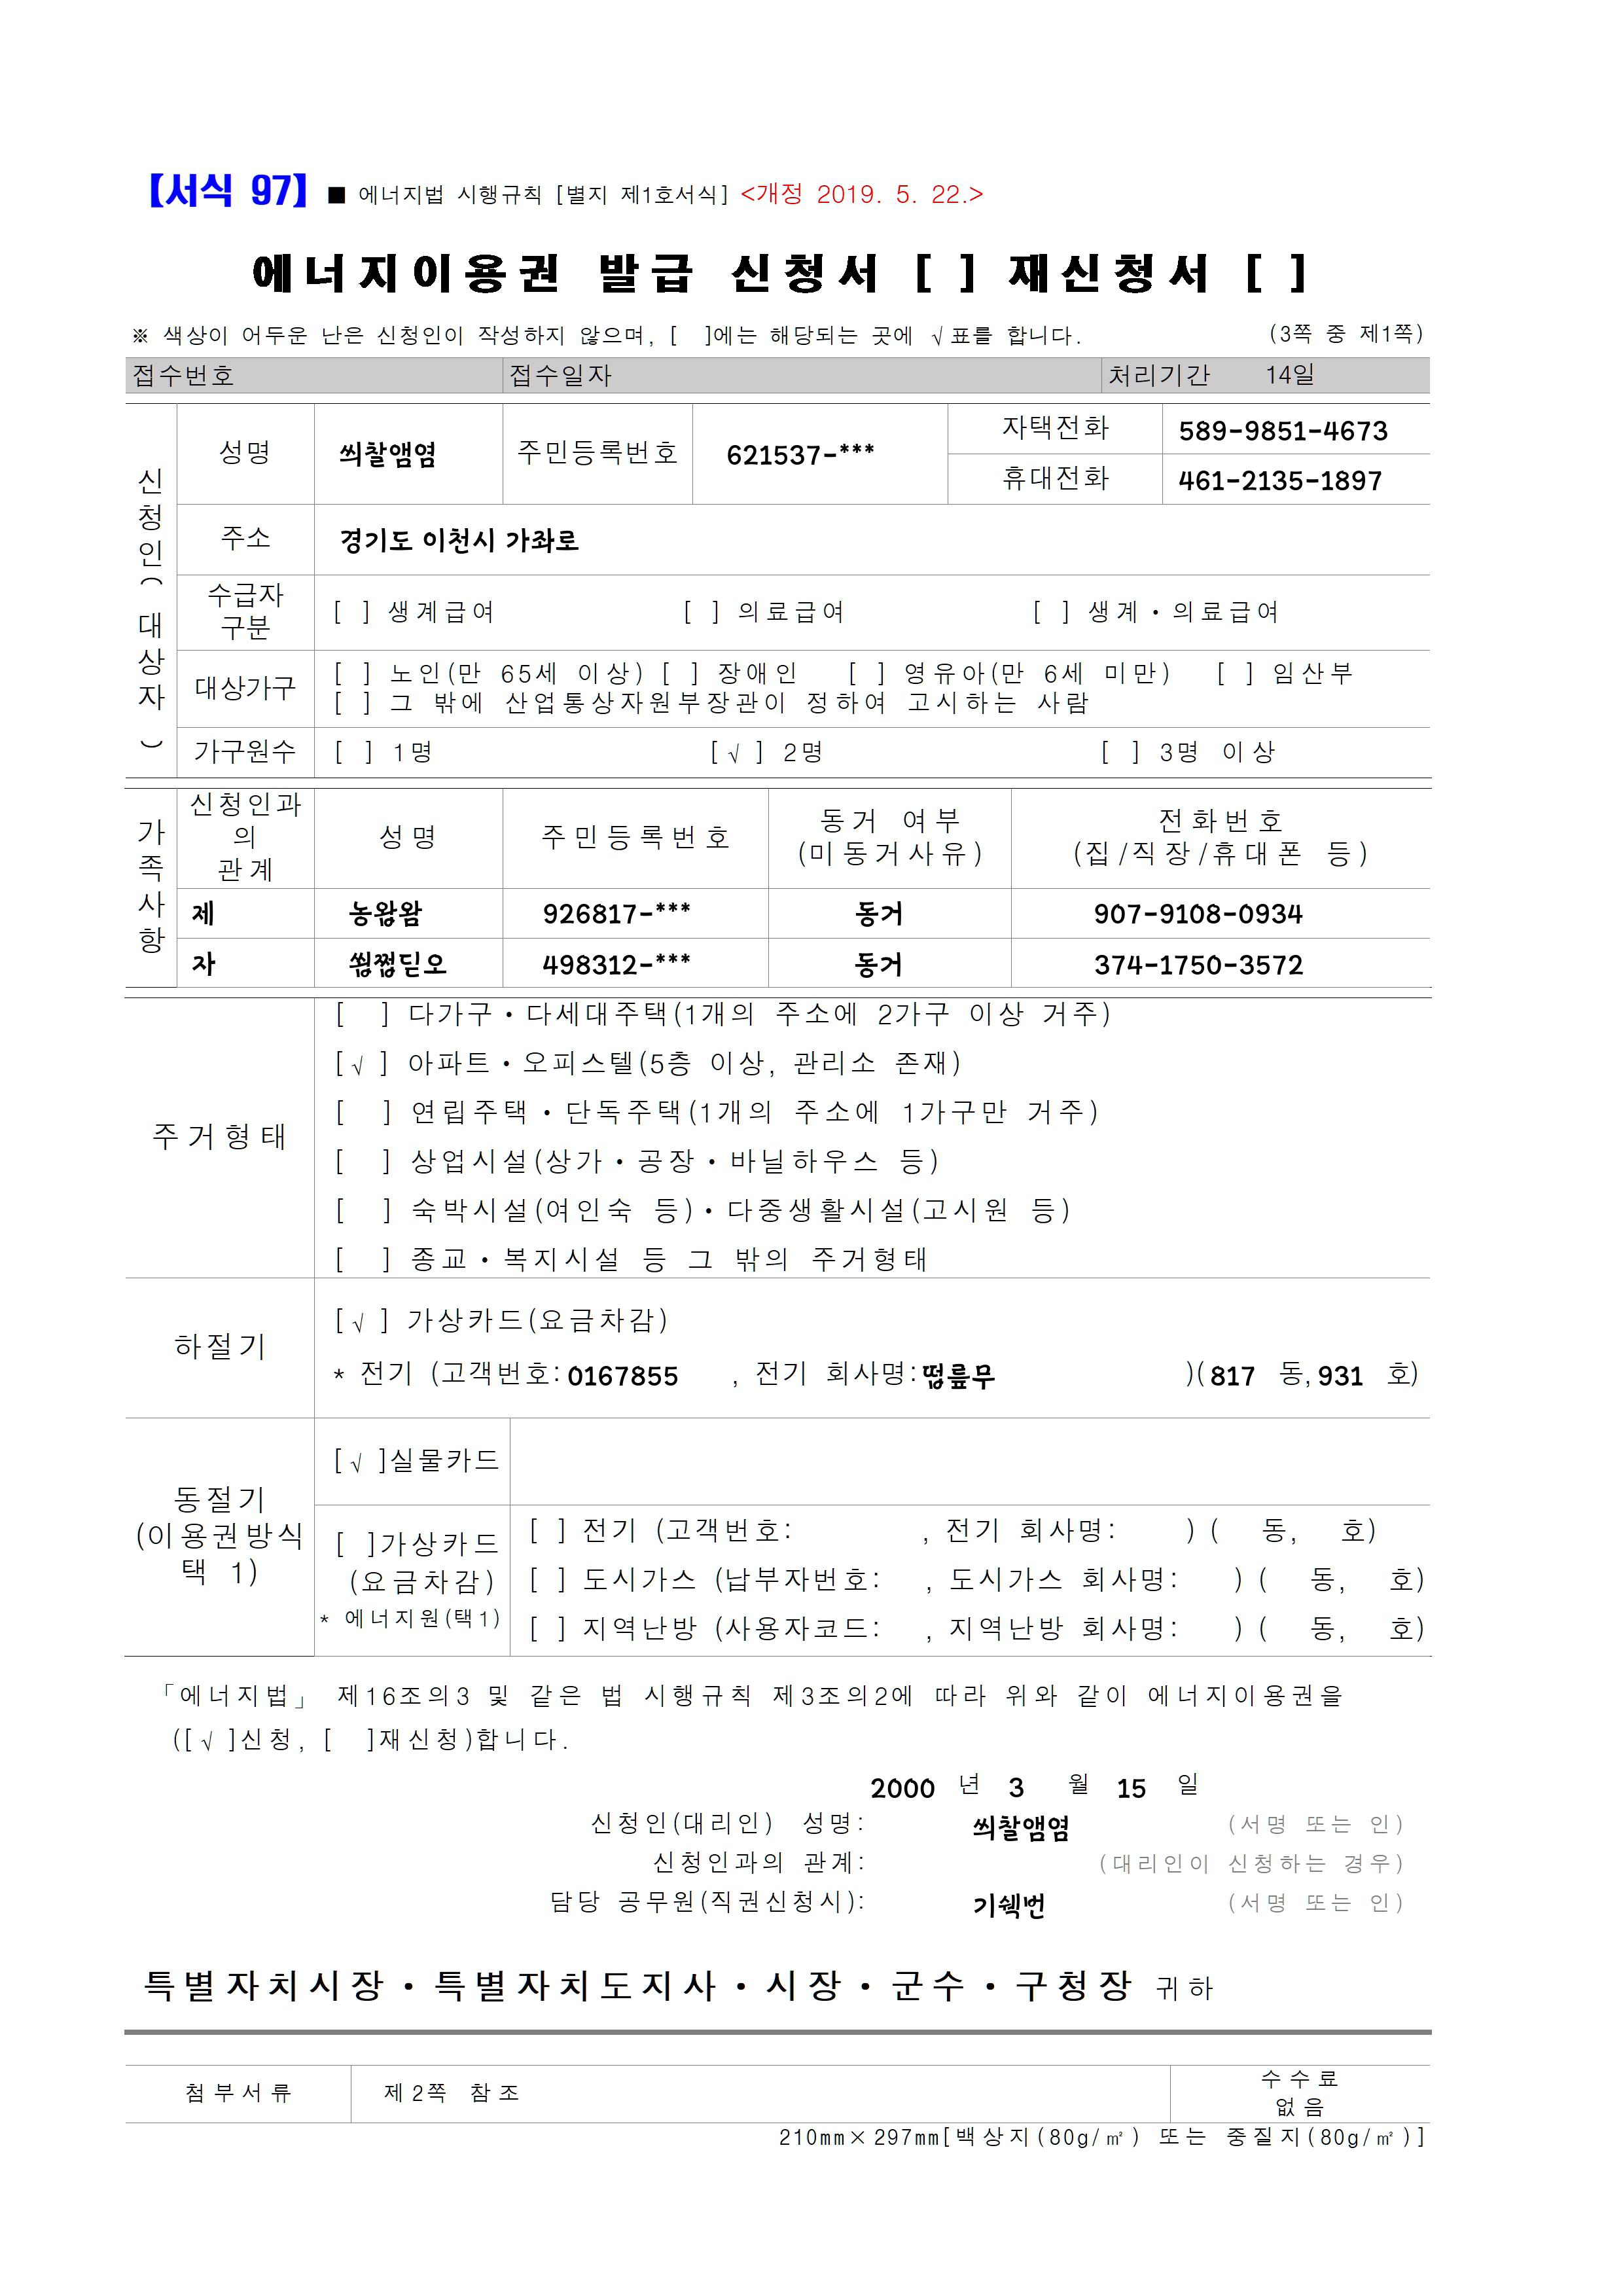 【서식 97】 ■ 에너지법 시행규칙 [별지 제1호서식] <개정 2019. 5. 22.>
에너지이용권 발급 신청서 [ ] 재신청서 [ ]
※ 색상이 어두운 난은 신청인이 작성하지 않으며, [ ]에는 해당되는 곳에 √표를 합니다. (3쪽 중 제1쪽)
접수번호 접수일자 처리기간 14일
신청인(대상자)
성명 씌찰앰염 주민등록번호 621537-***
자택전화 589-9851-4673
휴대전화 461-2135-1897
주소 경기도 이천시 가좌로
수급자 구분 [ ] 생계급여 [ ] 의료급여 [ ] 생계·의료급여
대상가구 [ ] 노인(만 65세 이상) [ ] 장애인 [ ] 영유아(만 6세 미만) [ ] 임산부
[ ] 그 밖에 산업통상자원부장관이 정하여 고시하는 사람
가구원수 [ ] 1명 [√] 2명 [ ] 3명 이상
가족사항
신청인과의 관계 성명 주민등록번호 동거 여부 (미동거사유) 전화번호 (집/직장/휴대폰 등)
제 농왏왐 926817-*** 동거 907-9108-0934
자 딛오 498312-*** 동거 374-1750-3572
주거형태
[ ] 다가구·다세대주택(1개의 주소에 2가구 이상 거주)
[√ ] 아파트·오피스텔(5층 이상, 관리소 존재)
[ ] 연립주택·단독주택(1개의 주소에 1가구만 거주)
[ ] 상업시설(상가·공장·바닐하우스 등)
[ ] 숙박시설(여인숙 등)·다중생활시설(고시원 등)
[ ] 종교·복지시설 등 그 밖의 주거형태
하절기
[√ ] 가상카드(요금차감)
* 전기 (고객번호: 0167855 , 전기 회사명: 떱릎무 )( 817 동, 931 호)
동절기
(이용권방식
택 1)
[√ ]실물카드
[ ]가상카드
(요금차감)
* 에너지원(택1)
[ ] 전기 (고객번호: , 전기 회사명: ) ( 동, 호)
[ ] 도시가스 (납부자번호: , 도시가스 회사명: ) ( 동, 호)
[ ] 지역난방 (사용자코드: , 지역난방 회사명: ) ( 동, 호)
「에너지법」 제16조의3 및 같은 법 시행규칙 제3조의2에 따라 위와 같이 에너지이용권을
([√ ]신청, [ ]재신청)합니다.
2000 년 3 월 15 일
신청인(대리인) 성명: 씌찰앰염 (서명 또는 인)
신청인과의 관계: (대리인이 신청하는 경우)
담당 공무원(직권신청시): 기쉑번 (서명 또는 인)
특별자치시장·특별자치도지사·시장·군수·구청장 귀하
첨부서류 제2쪽 참조 수수료 없음
210mm×297mm[백상지(80g/㎡) 또는 중질지(80g/㎡)]